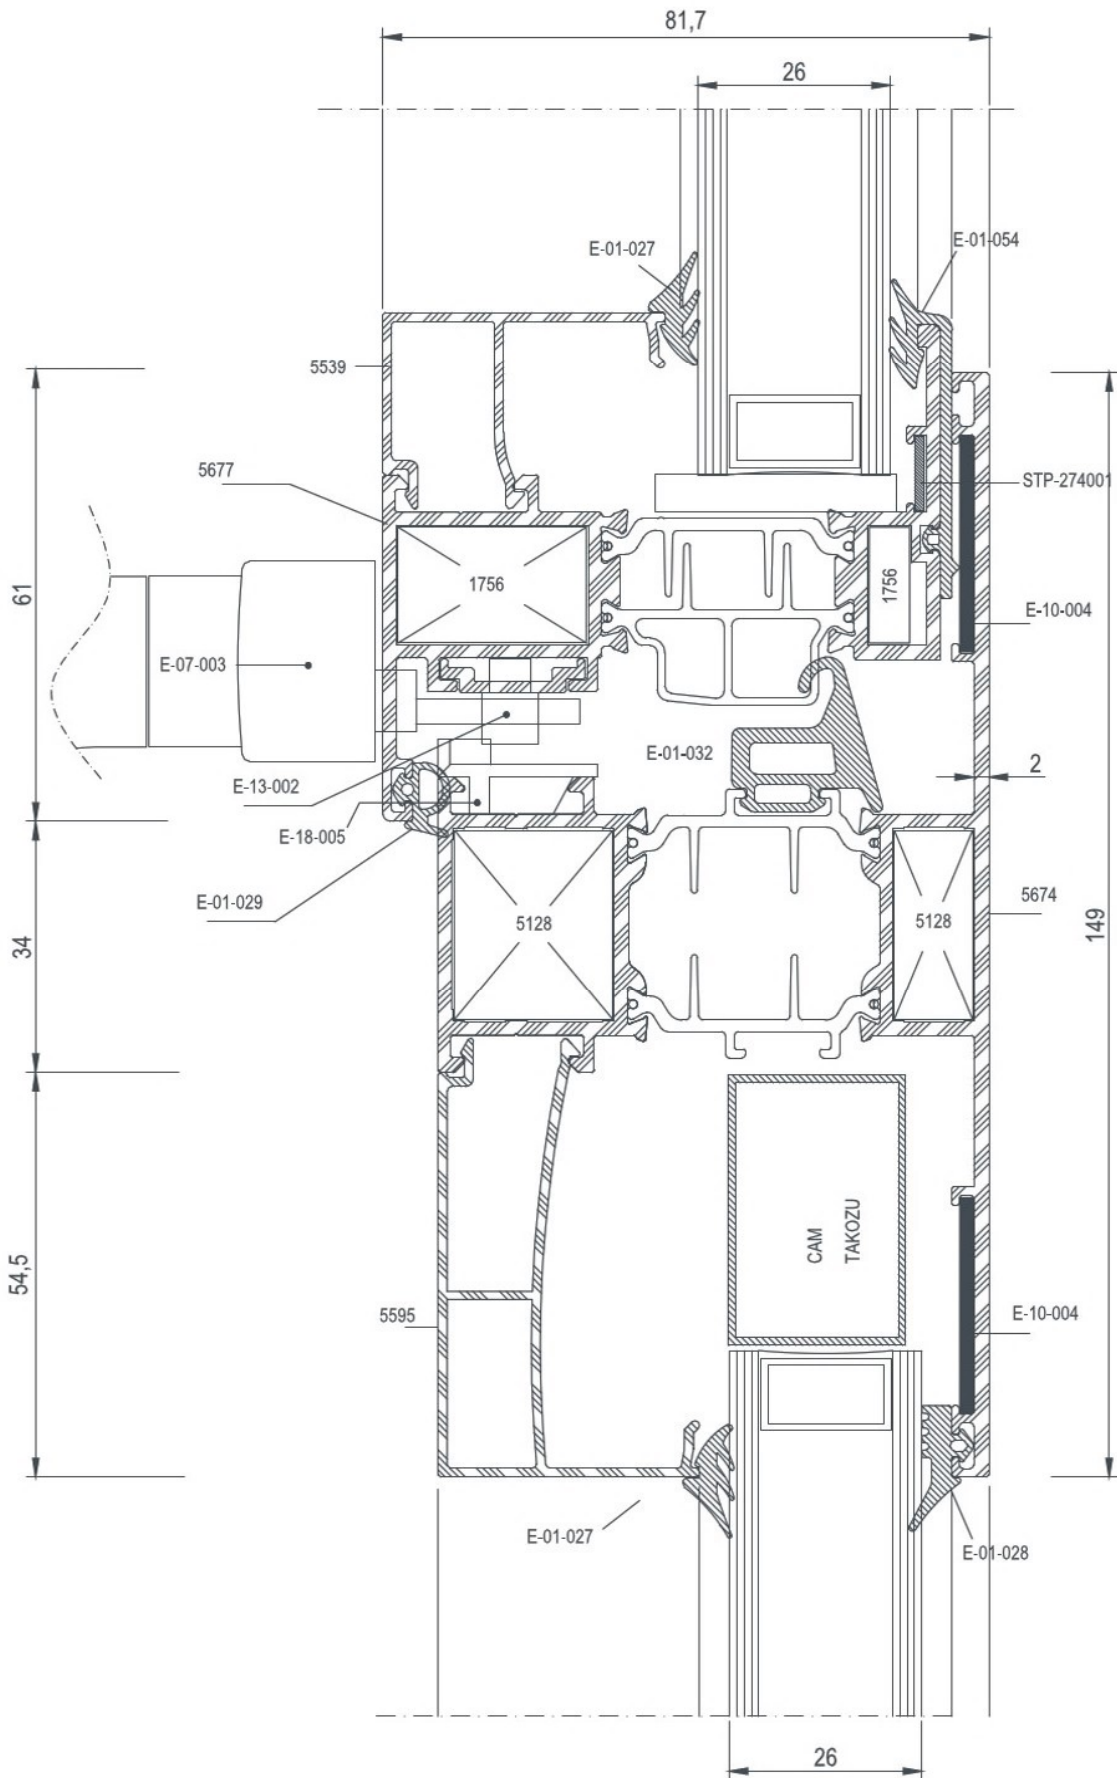 81,7
26
E-01-027
E-01-054
5539
5677
STP-274001
1756
1756
61
E-10-004
E-07-003
E-01-032
2
E-13-002
E-18-005
E-01-029
5128
5128
5674
34
149
CAM
TAKOZU
54,5
5595
E-10-004
E-01-027
E-01-028
26